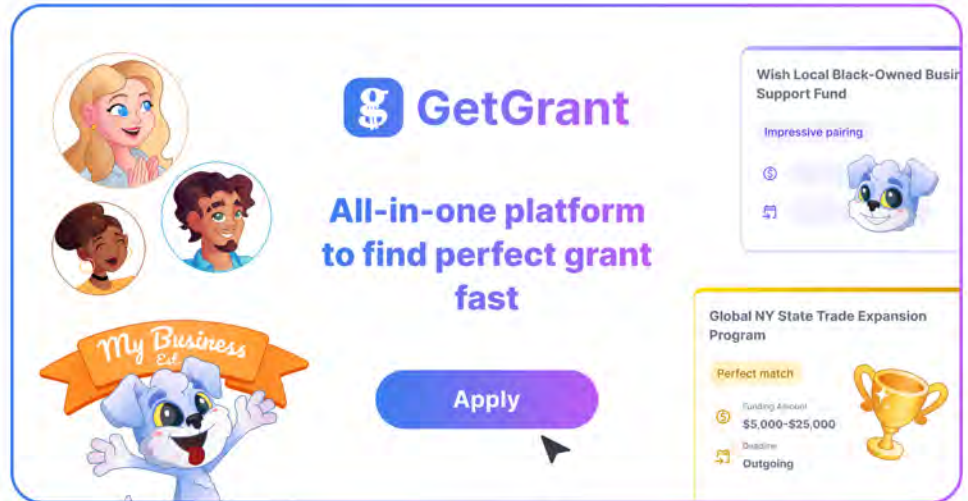 GetGrant
All-in-one platform
to find perfect grant
fast
Apply
My Business
Est.
Wish Local Black-Owned Busin
Support Fund
Impressive pairing
Global NY State Trade Expansion
Program
Perfect match
Funding Amount
$5,000-$25,000
Deadline
Outgoing